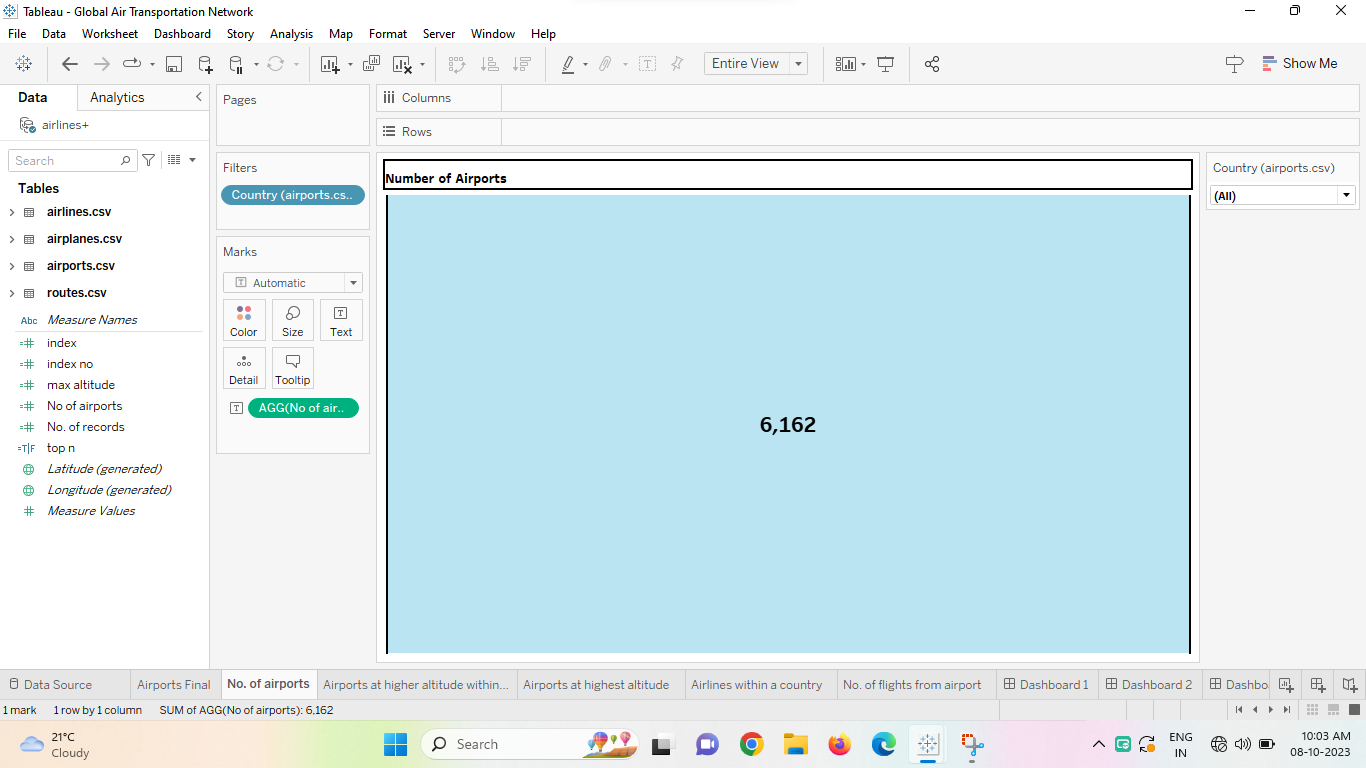 Tableau - Global Air Transportation Network
File Data Worksheet Dashboard Story Analysis Map Format Server Window Help
Entire View
Show Me
Data Analytics
airlines+
Search
Tables
airlines.csv
airplanes.csv
airports.csv
routes.csv
Abc Measure Names
index
index no
max altitude
No of airports
No. of records
T|F top n
Latitude (generated)
Longitude (generated)
Measure Values
Pages
Filters
Country (airports.cs..
Marks
Automatic
Color Size Text
Detail Tooltip
AGG(No of air..
Columns
Rows
Number of Airports
6,162
Country (airports.csv)
(All)
Data Source Airports Final No. of airports Airports at higher altitude within... Airports at highest altitude Airlines within a country No. of flights from airport Dashboard 1 Dashboard 2 Dashbo
1 mark 1 row by 1 column SUM of AGG(No of airports): 6,162
21°C
Cloudy
Search
ENG
IN
10:03 AM
08-10-2023